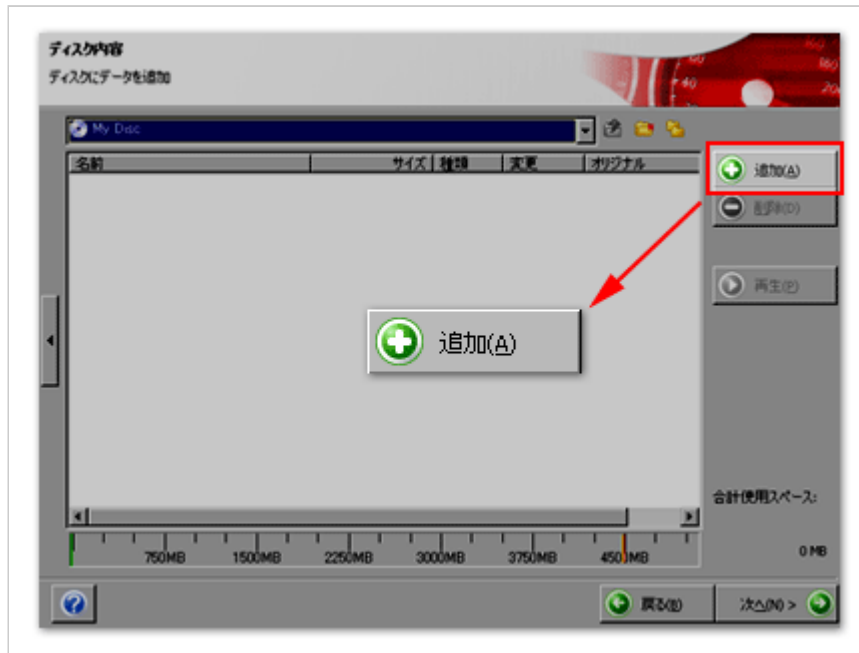 ディスク内容
ディスクにデータを追加
My Disc
名前 サイズ 種類 変更 オリジナル
追加(A)
削除(D)
再生(P)
追加(A)
合計使用スペース:
750MB 1500MB 2250MB 3000MB 3750MB 4500MB
0 MB
戻る(B)
次へ(N) >